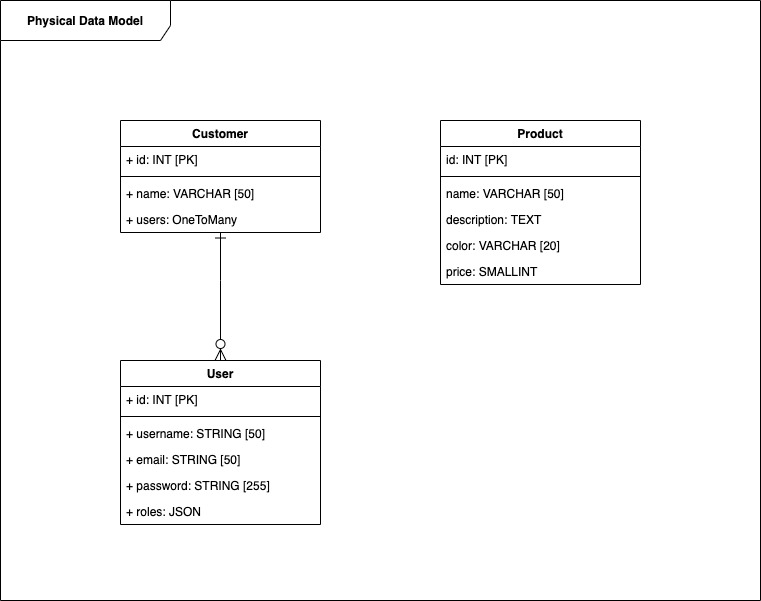 Physical Data Model
Customer
+ id: INT [PK]
+ name: VARCHAR [50]
+ users: OneToMany
Product
id: INT [PK]
name: VARCHAR [50]
description: TEXT
color: VARCHAR [20]
price: SMALLINT
User
+ id: INT [PK]
+ username: STRING [50]
+ email: STRING [50]
+ password: STRING [255]
+ roles: JSON